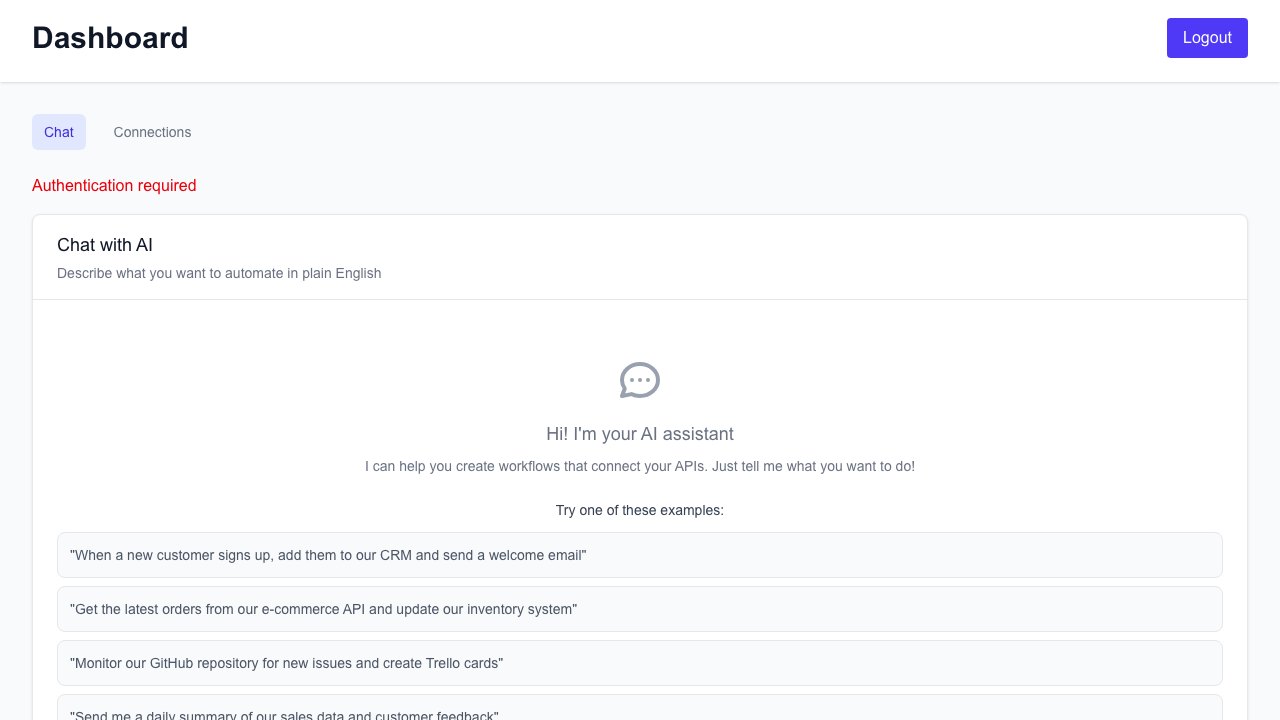 Dashboard
Logout
Chat
Connections
Authentication required
Chat with AI
Describe what you want to automate in plain English
Hi! I'm your AI assistant
I can help you create workflows that connect your APIs. Just tell me what you want to do!
Try one of these examples:
"When a new customer signs up, add them to our CRM and send a welcome email"
"Get the latest orders from our e-commerce API and update our inventory system"
"Monitor our GitHub repository for new issues and create Trello cards"
"Send me a daily summary of our sales data and customer feedback"